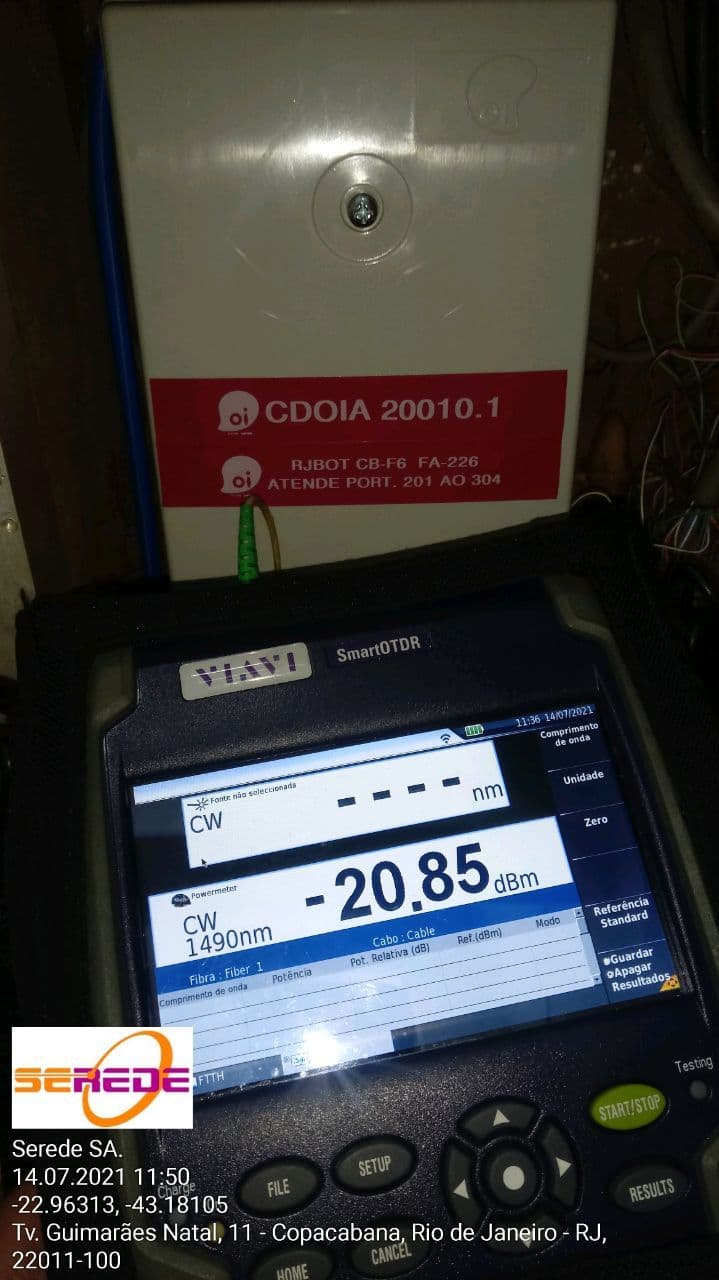 oi CDOIA 20010.1
oi RJBOT CB-F6 FA-226
ATENDE PORT. 201 AO 304
VIAVI SmartOTDR
11:36 14/07/2021
Comprimento de onda
Fonte não seleccionada
CW - - - - nm
Unidade
Zero
Powermeter
CW
1490nm
-20.85 dBm
Referência Standard
Fibra : Fiber 1 Cabo : Cable
Comprimento de onda Potência Pot. Relativa (dB) Ref.(dBm) Modo
Guardar
Apagar
Resultados
FTTH
Testing
START/STOP
Charge
FILE SETUP RESULTS
HOME CANCEL
SEREDE
Serede SA.
14.07.2021 11:50
-22.96313, -43.18105
Tv. Guimarães Natal, 11 - Copacabana, Rio de Janeiro - RJ,
22011-100